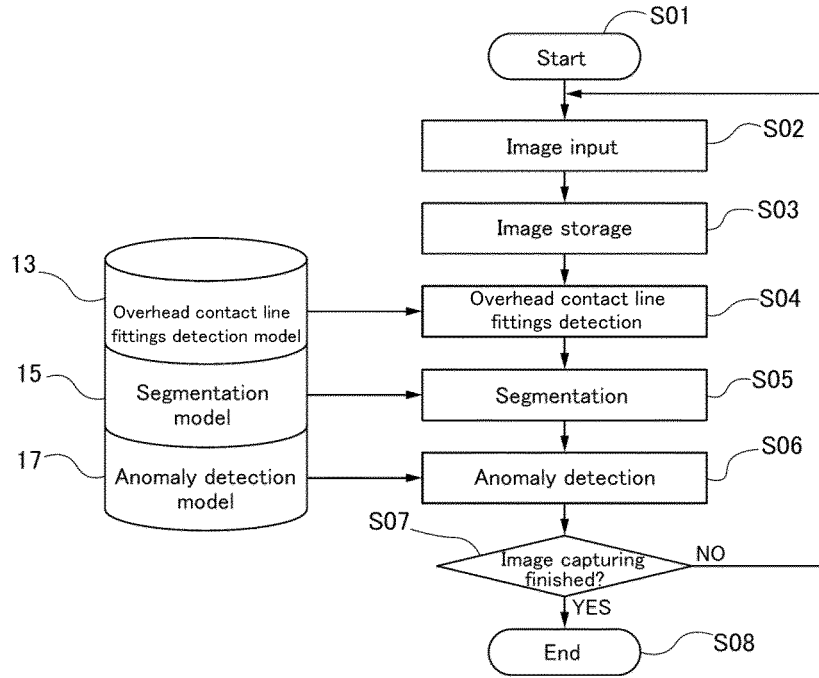 S01
Start
S02
Image input
S03
Image storage
13
Overhead contact line
fittings detection model
S04
Overhead contact line
fittings detection
15
Segmentation
model
S05
Segmentation
17
Anomaly detection
model
S06
Anomaly detection
S07
Image capturing
finished?
NO
YES
S08
End